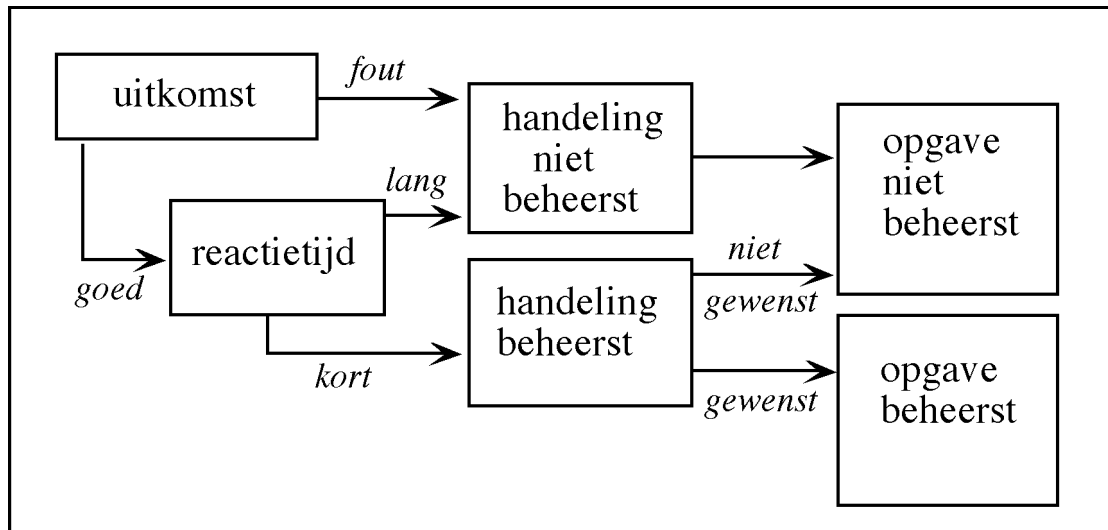 uitkomst
fout
handeling
niet
beheerst
opgave
niet
beheerst
lang
reactietijd
goed
kort
handeling
beheerst
niet
gewenst
gewenst
opgave
beheerst